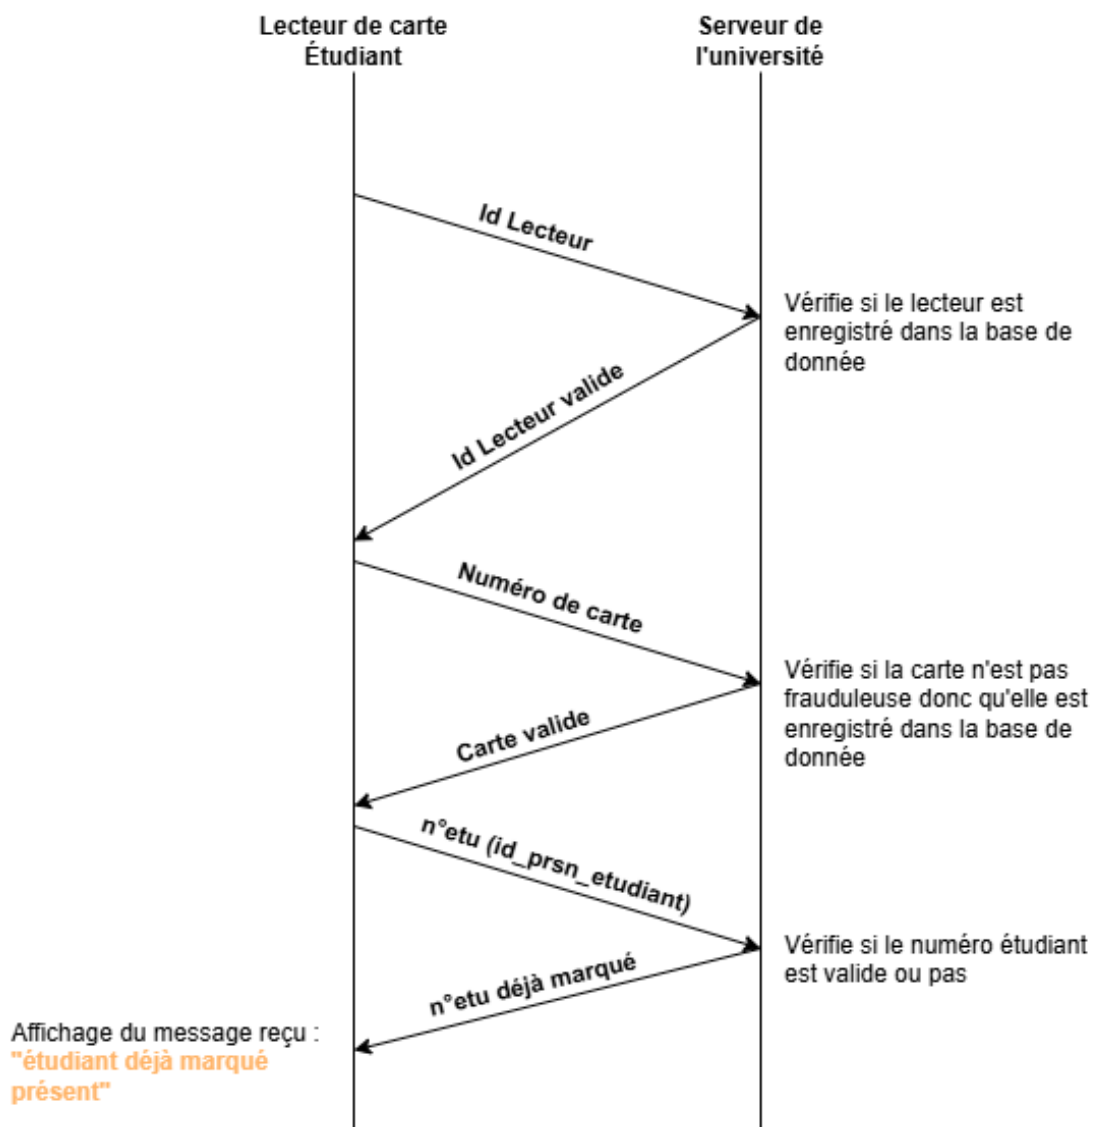 Lecteur de carte
Étudiant
Serveur de
l'université
Id Lecteur
Vérifie si le lecteur est
enregistré dans la base de
donnée
Id Lecteur valide
Numéro de carte
Vérifie si la carte n'est pas
frauduleuse donc qu'elle est
enregistré dans la base de
donnée
Carte valide
n°etu (id_prsn_etudiant)
Vérifie si le numéro étudiant
est valide ou pas
n°etu déjà marqué
Affichage du message reçu :
"étudiant déjà marqué
présent"